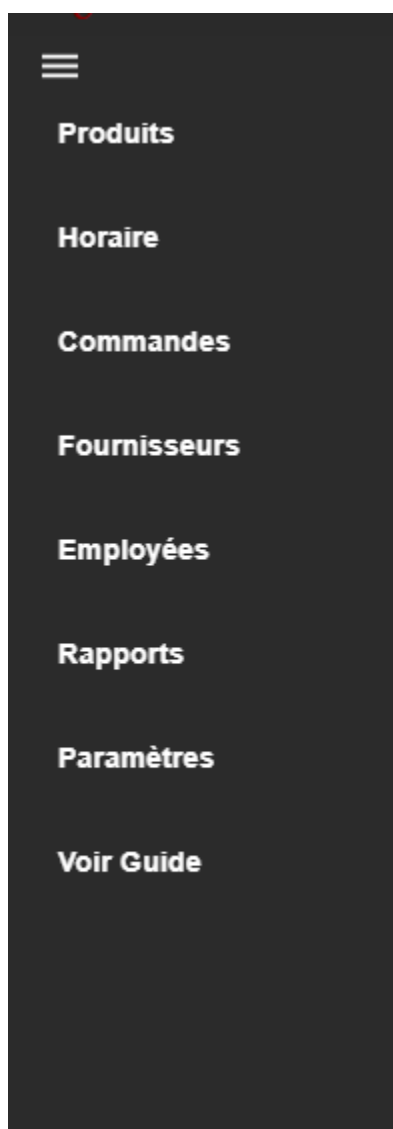 Produits
Horaire
Commandes
Fournisseurs
Employées
Rapports
Paramètres
Voir Guide